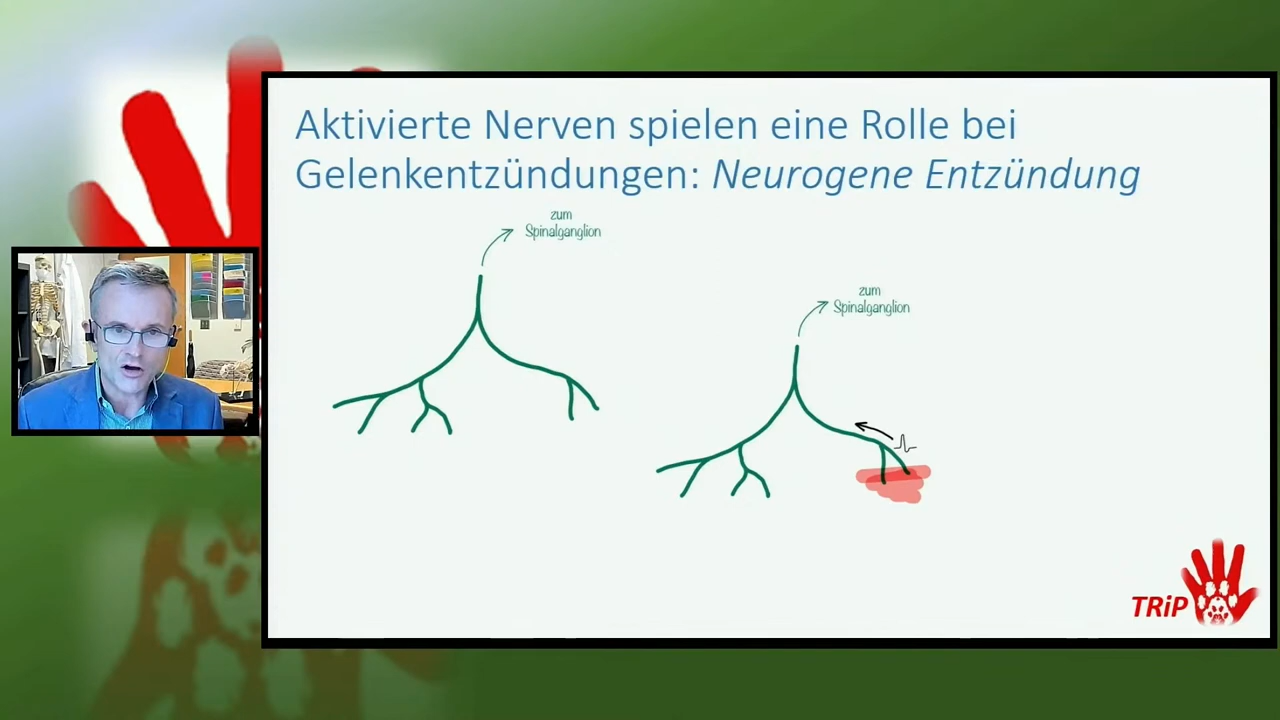 Aktivierte Nerven spielen eine Rolle bei
Gelenkentzündungen: Neurogene Entzündung
zum
Spinalganglion
zum
Spinalganglion
TRiP